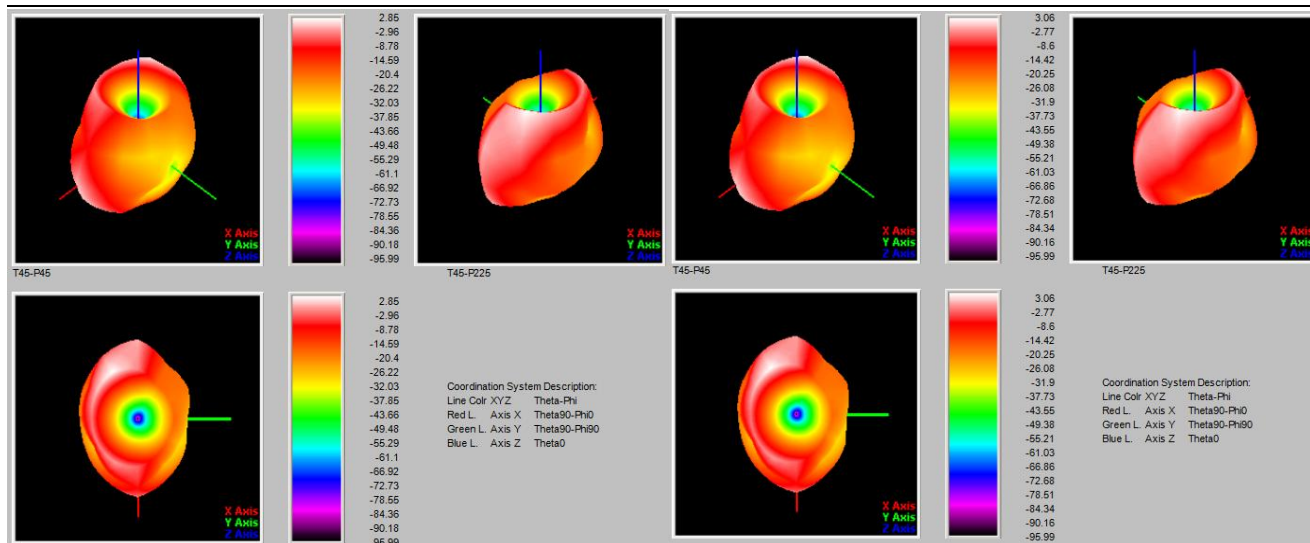 2.85
-2.96
-8.78
-14.59
-20.4
-26.22
-32.03
-37.85
-43.66
-49.48
-55.29
-61.1
-66.92
-72.73
-78.55
-84.36
-90.18
-95.99
X Axis
Y Axis
Z Axis
T45-P45
X Axis
Y Axis
Z Axis
T45-P225
3.06
-2.77
-8.6
-14.42
-20.25
-26.08
-31.9
-37.73
-43.55
-49.38
-55.21
-61.03
-66.86
-72.68
-78.51
-84.34
-90.16
-95.99
X Axis
Y Axis
Z Axis
T45-P45
X Axis
Y Axis
Z Axis
T45-P225
2.85
-2.96
-8.78
-14.59
-20.4
-26.22
-32.03
-37.85
-43.66
-49.48
-55.29
-61.1
-66.92
-72.73
-78.55
-84.36
-90.18
-95.99
X Axis
Y Axis
Z Axis
Coordination System Description:
Line Colr XYZ Theta-Phi
Red L. Axis X Theta90-Phi0
Green L. Axis Y Theta90-Phi90
Blue L. Axis Z Theta0
3.06
-2.77
-8.6
-14.42
-20.25
-26.08
-31.9
-37.73
-43.55
-49.38
-55.21
-61.03
-66.86
-72.68
-78.51
-84.34
-90.16
-95.99
X Axis
Y Axis
Z Axis
Coordination System Description:
Line Colr XYZ Theta-Phi
Red L. Axis X Theta90-Phi0
Green L. Axis Y Theta90-Phi90
Blue L. Axis Z Theta0